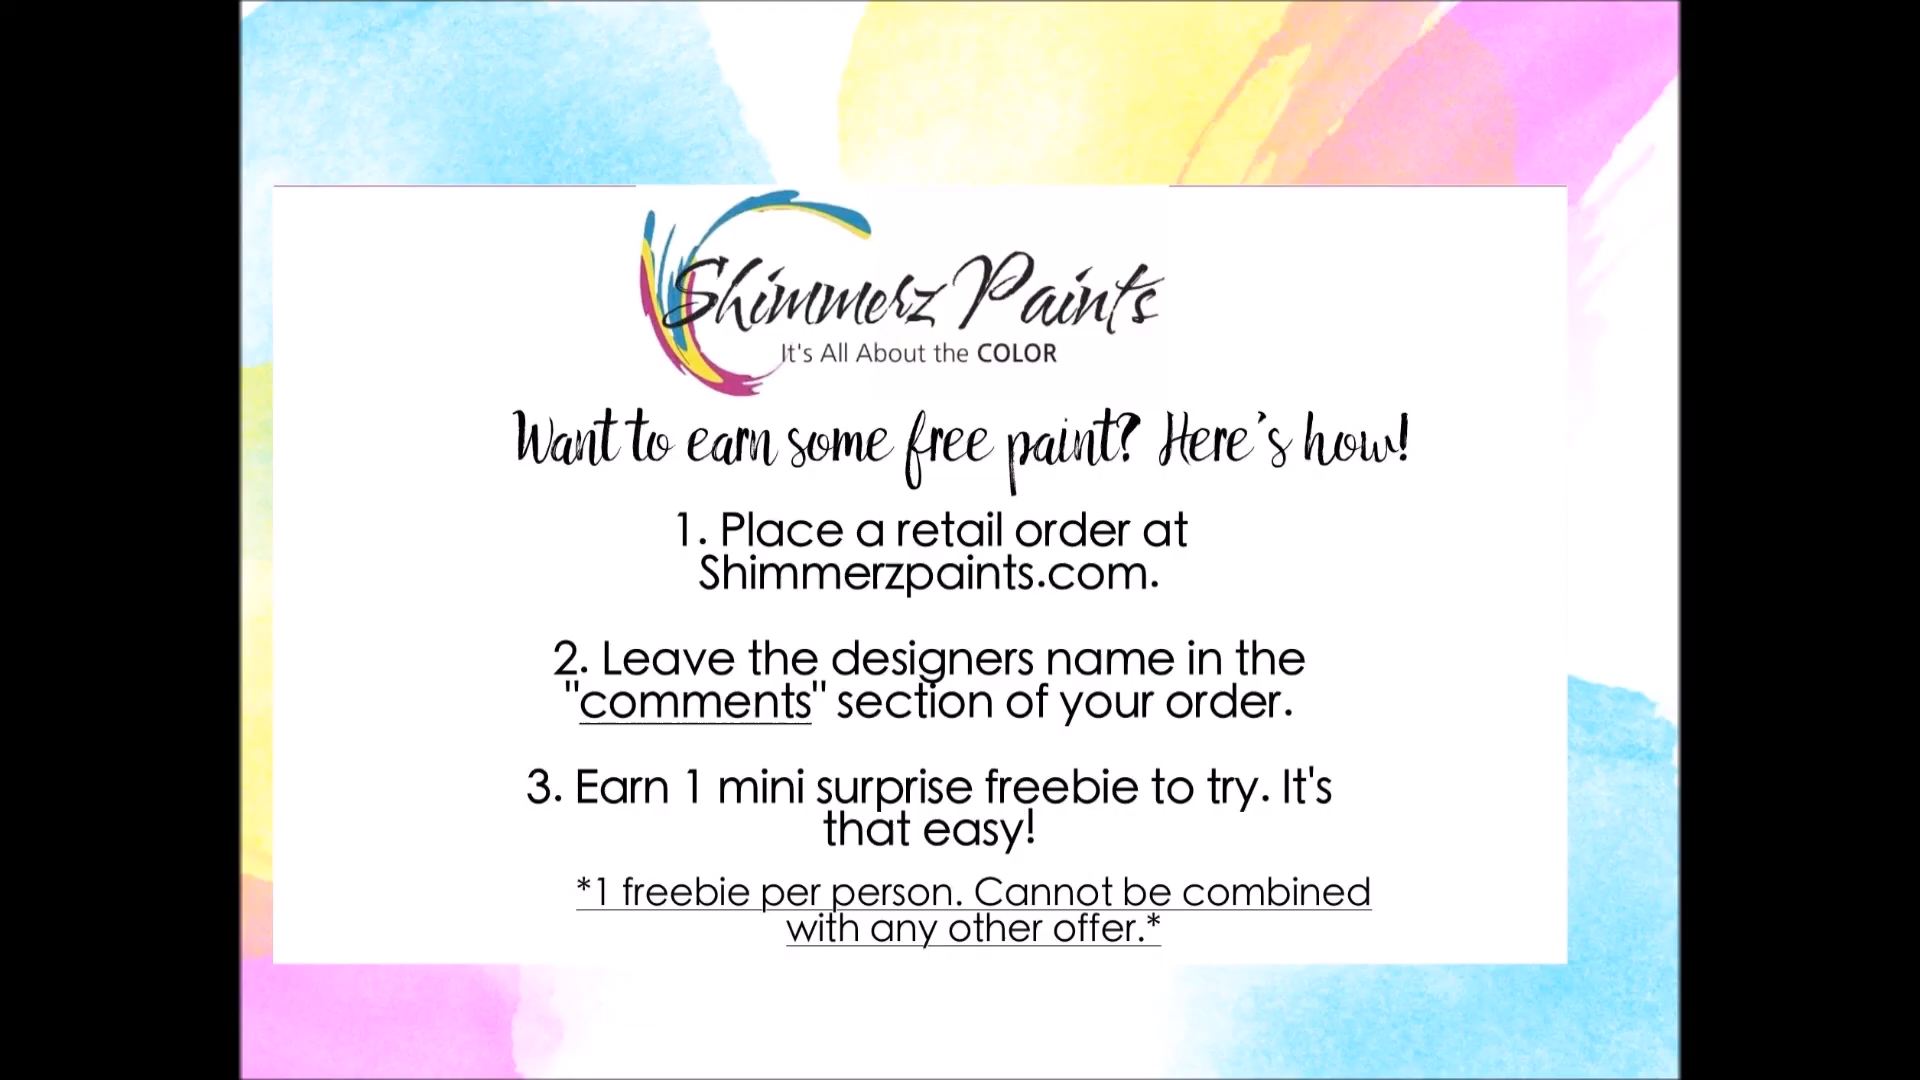 Shimmerz Paints
It's All About the COLOR
Want to earn some free paint? Here's how!
1. Place a retail order at
Shimmerzpaints.com.
2. Leave the designers name in the
"comments" section of your order.
3. Earn 1 mini surprise freebie to try. It's
that easy!
*1 freebie per person. Cannot be combined
with any other offer.*